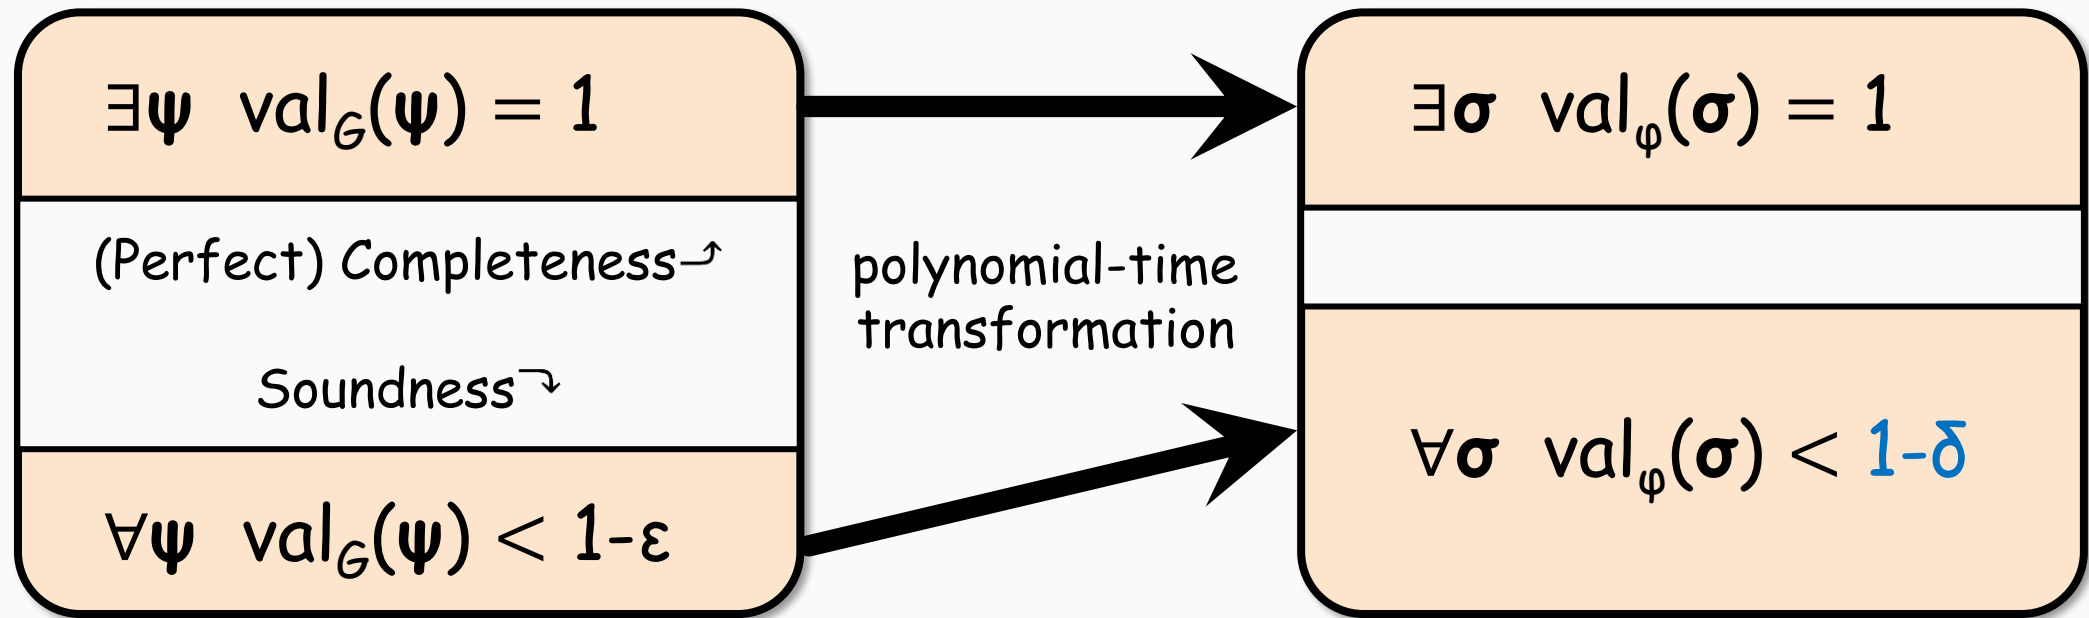 ∃ψ val_G(ψ) = 1
(Perfect) Completeness⤴
Soundness⤵
∀ψ val_G(ψ) < 1-ε
polynomial-time
transformation
∃σ val_φ(σ) = 1
∀σ val_φ(σ) < 1-δ